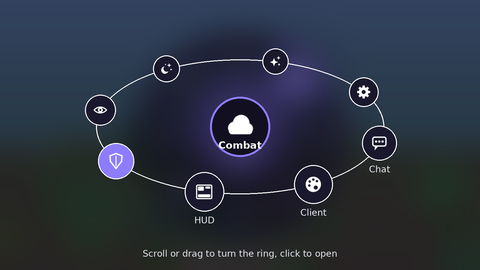 Combat
Chat
Client
HUD
Scroll or drag to turn the ring, click to open